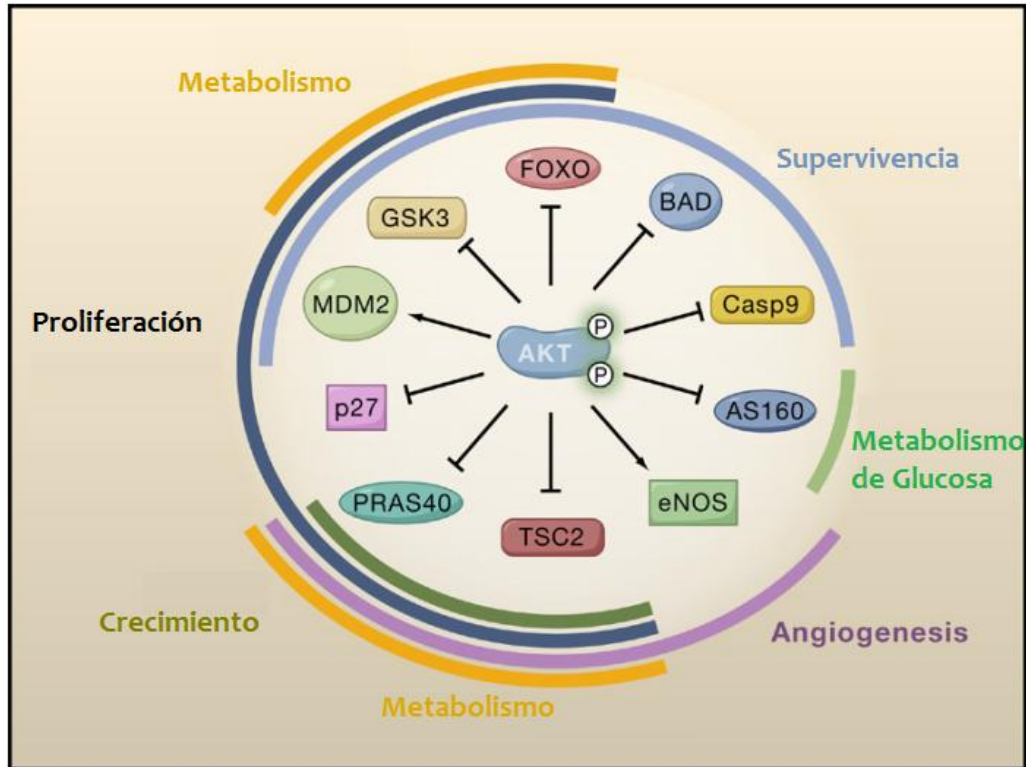 Metabolismo
Supervivencia
FOXO
BAD
GSK3
MDM2
Casp9
Proliferación
P
AKT
P
p27
AS160
Metabolismo
de Glucosa
PRAS40
eNOS
TSC2
Crecimiento
Angiogenesis
Metabolismo